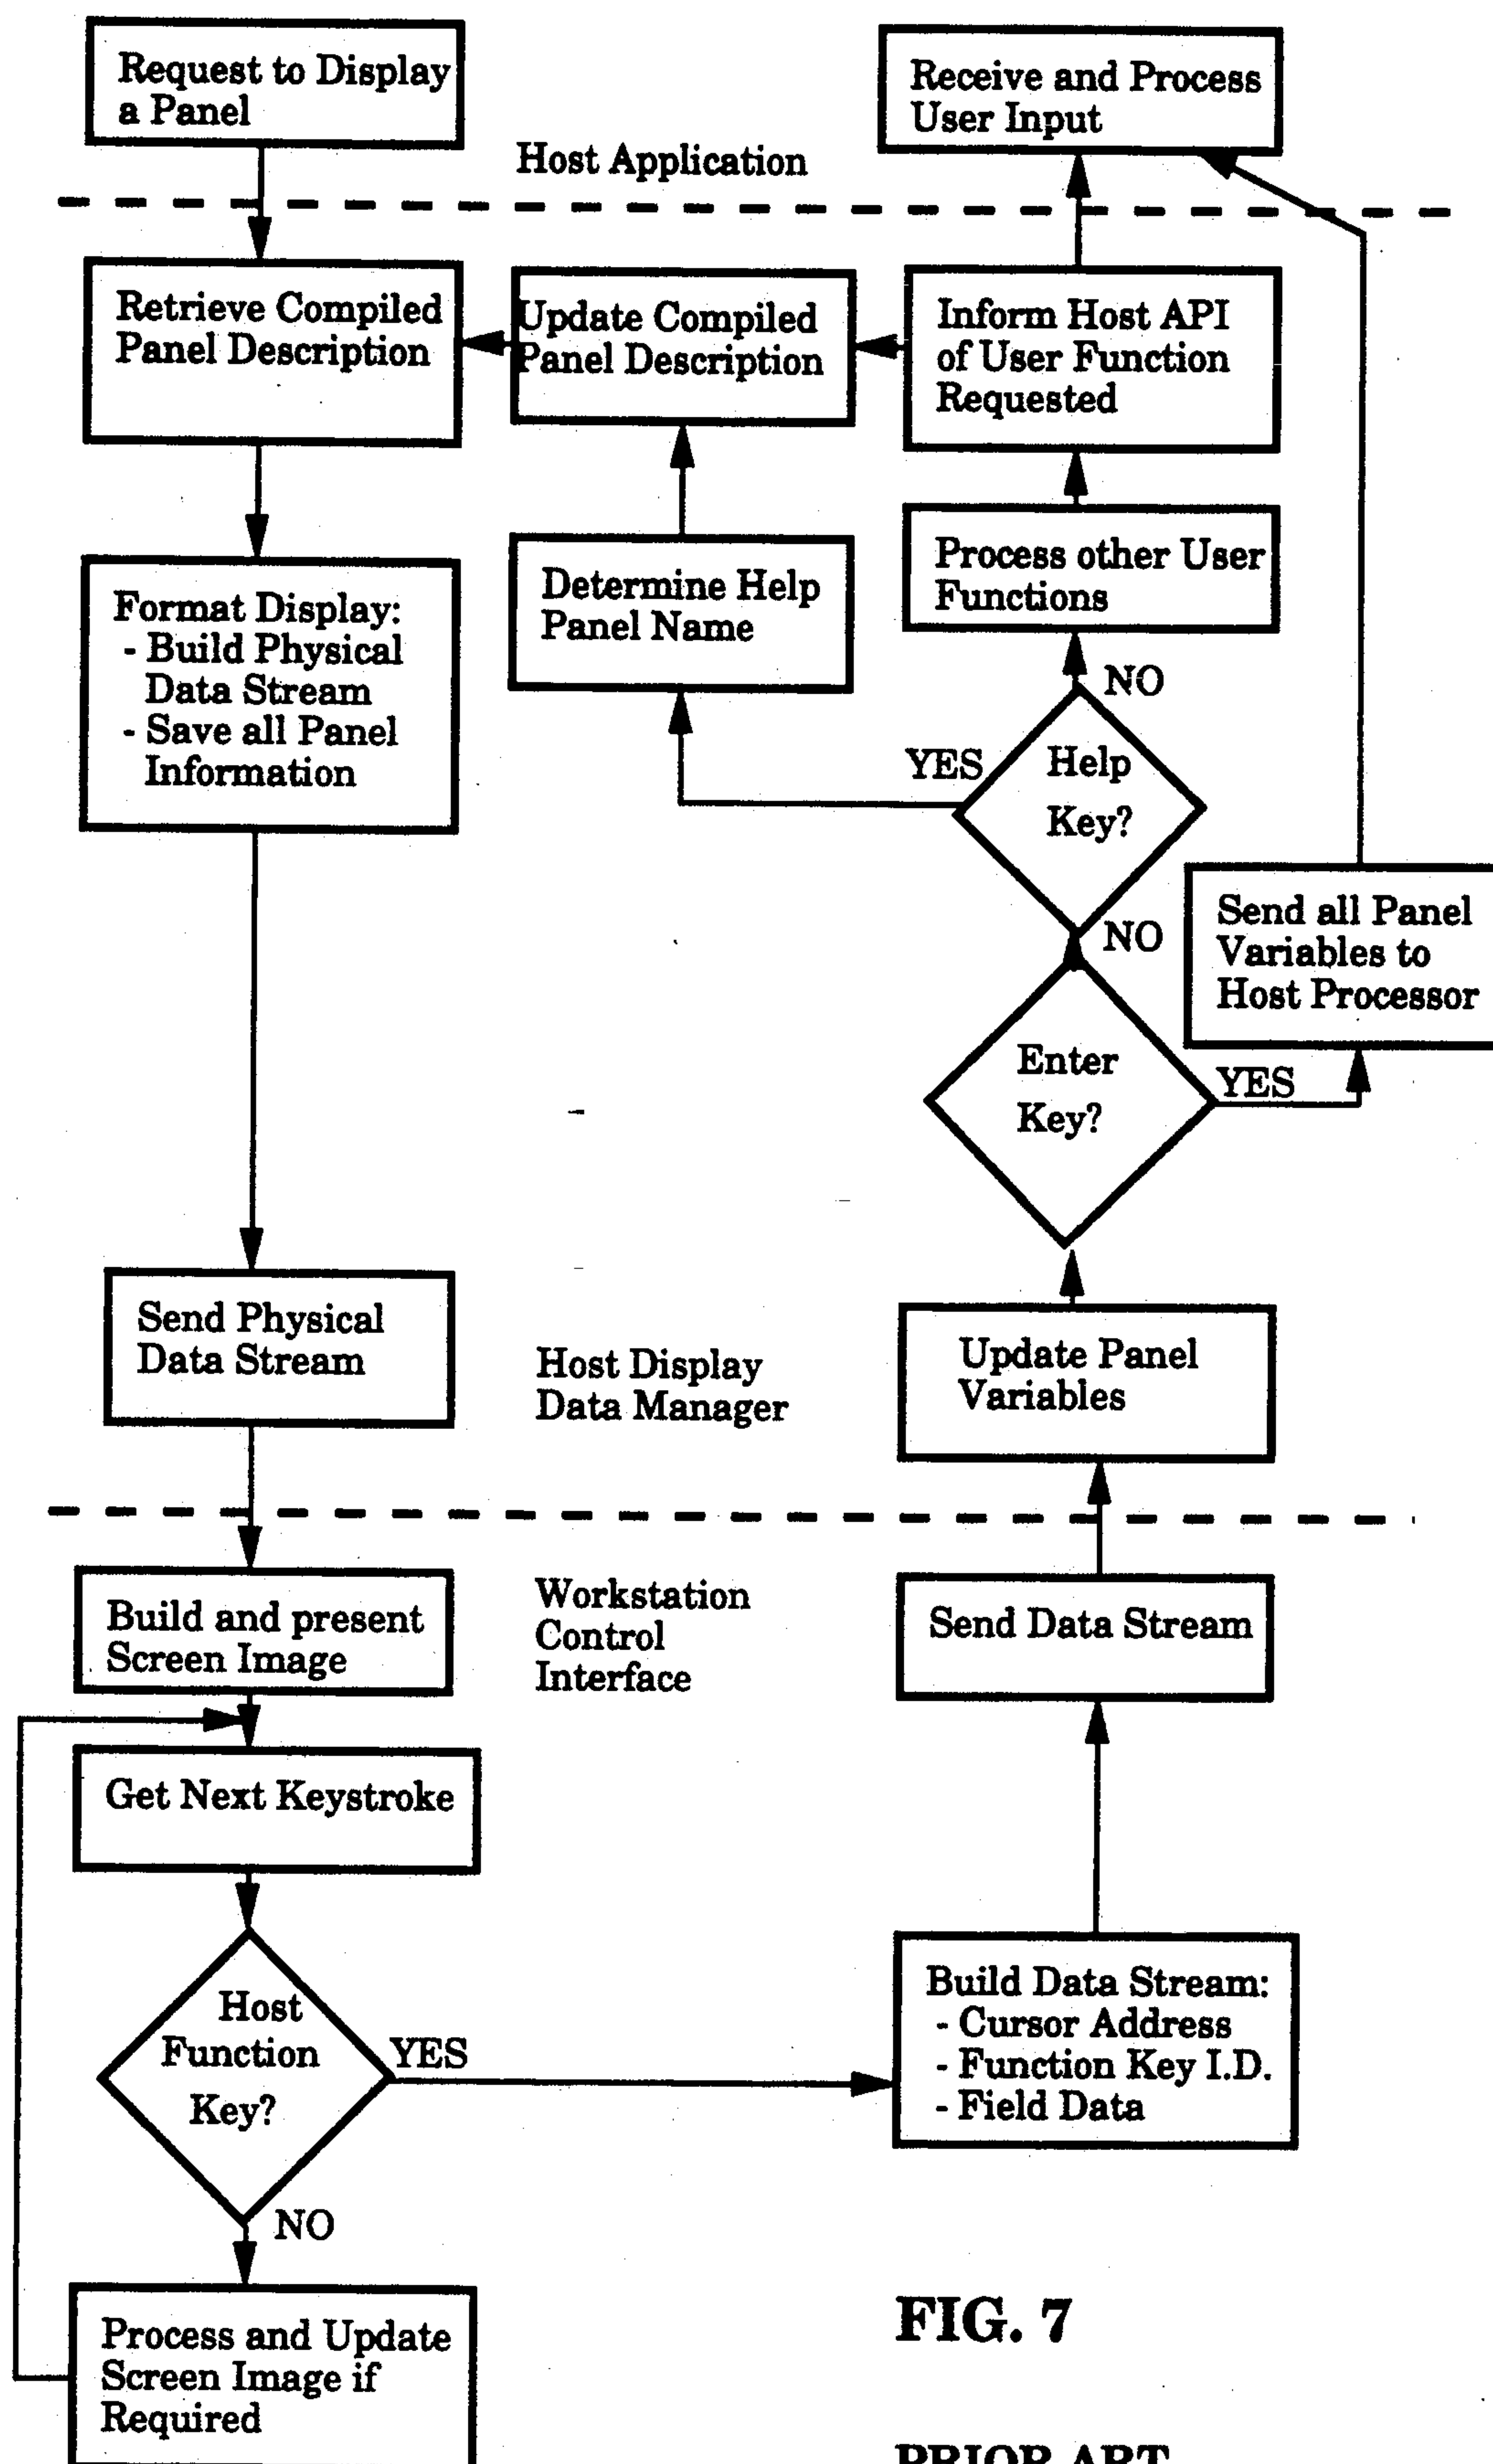 Request to Display
a Panel
Receive and Process
User Input
Host Application
Retrieve Compiled
Panel Description
Update Compiled
Panel Description
Inform Host API
of User Function
Requested
Process other User
Functions
Determine Help
Panel Name
Format Display:
- Build Physical
Data Stream
- Save all Panel
Information
NO
YES
Help
Key?
Send all Panel
Variables to
Host Processor
NO
Enter
Key?
YES
Send Physical
Data Stream
Host Display
Data Manager
Update Panel
Variables
Build and present
Screen Image
Workstation
Control
Interface
Send Data Stream
Get Next Keystroke
Host
Function
Key?
YES
Build Data Stream:
- Cursor Address
- Function Key I.D.
- Field Data
NO
Process and Update
Screen Image if
Required
FIG. 7
PRIOR ART